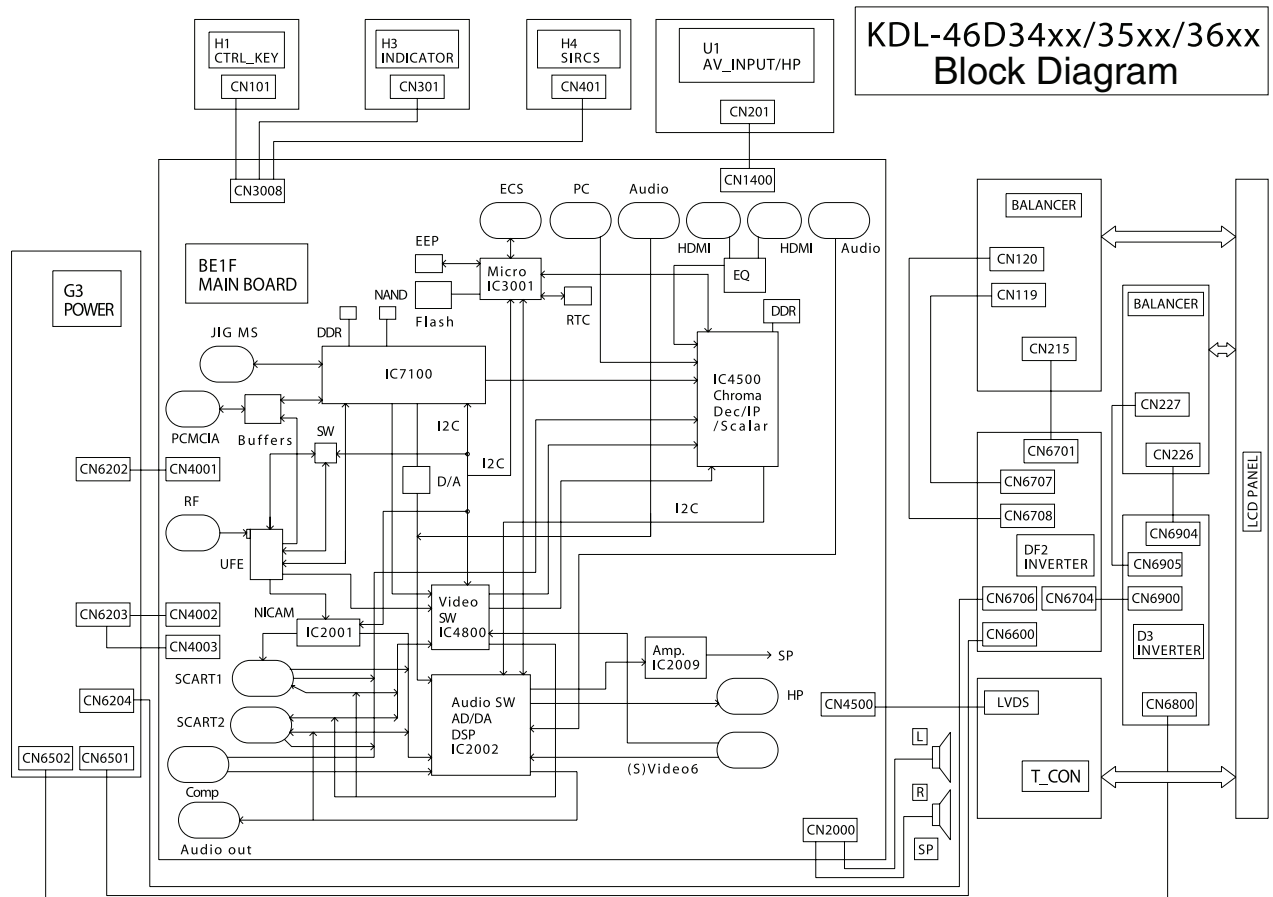 KDL-46D34xx/35xx/36xx
Block Diagram
H1
CTRL_KEY
CN101
H3
INDICATOR
CN301
H4
SIRCS
CN401
U1
AV_INPUT/HP
CN201
CN3008
CN1400
ECS
PC
Audio
HDMI
HDMI
Audio
BE1F
MAIN BOARD
G3
POWER
EEP
Micro
IC3001
EQ
NAND
Flash
RTC
DDR
DDR
JIG MS
IC7100
IC4500
Chroma
Dec/IP
/Scalar
PCMCIA
Buffers
SW
I2C
I2C
D/A
I2C
CN6202
CN4001
RF
UFE
NICAM
IC2001
Video
SW
IC4800
CN6203
CN4002
CN4003
SCART1
SCART2
Amp.
IC2009
SP
HP
Audio SW
AD/DA
DSP
IC2002
(S)Video6
CN6204
CN6502
CN6501
Comp
Audio out
CN4500
CN2000
L
R
SP
BALANCER
CN120
CN119
CN215
BALANCER
CN227
CN226
CN6701
CN6707
CN6708
DF2
INVERTER
CN6706
CN6704
CN6600
CN6904
CN6905
CN6900
D3
INVERTER
CN6800
LVDS
T_CON
LCD PANEL